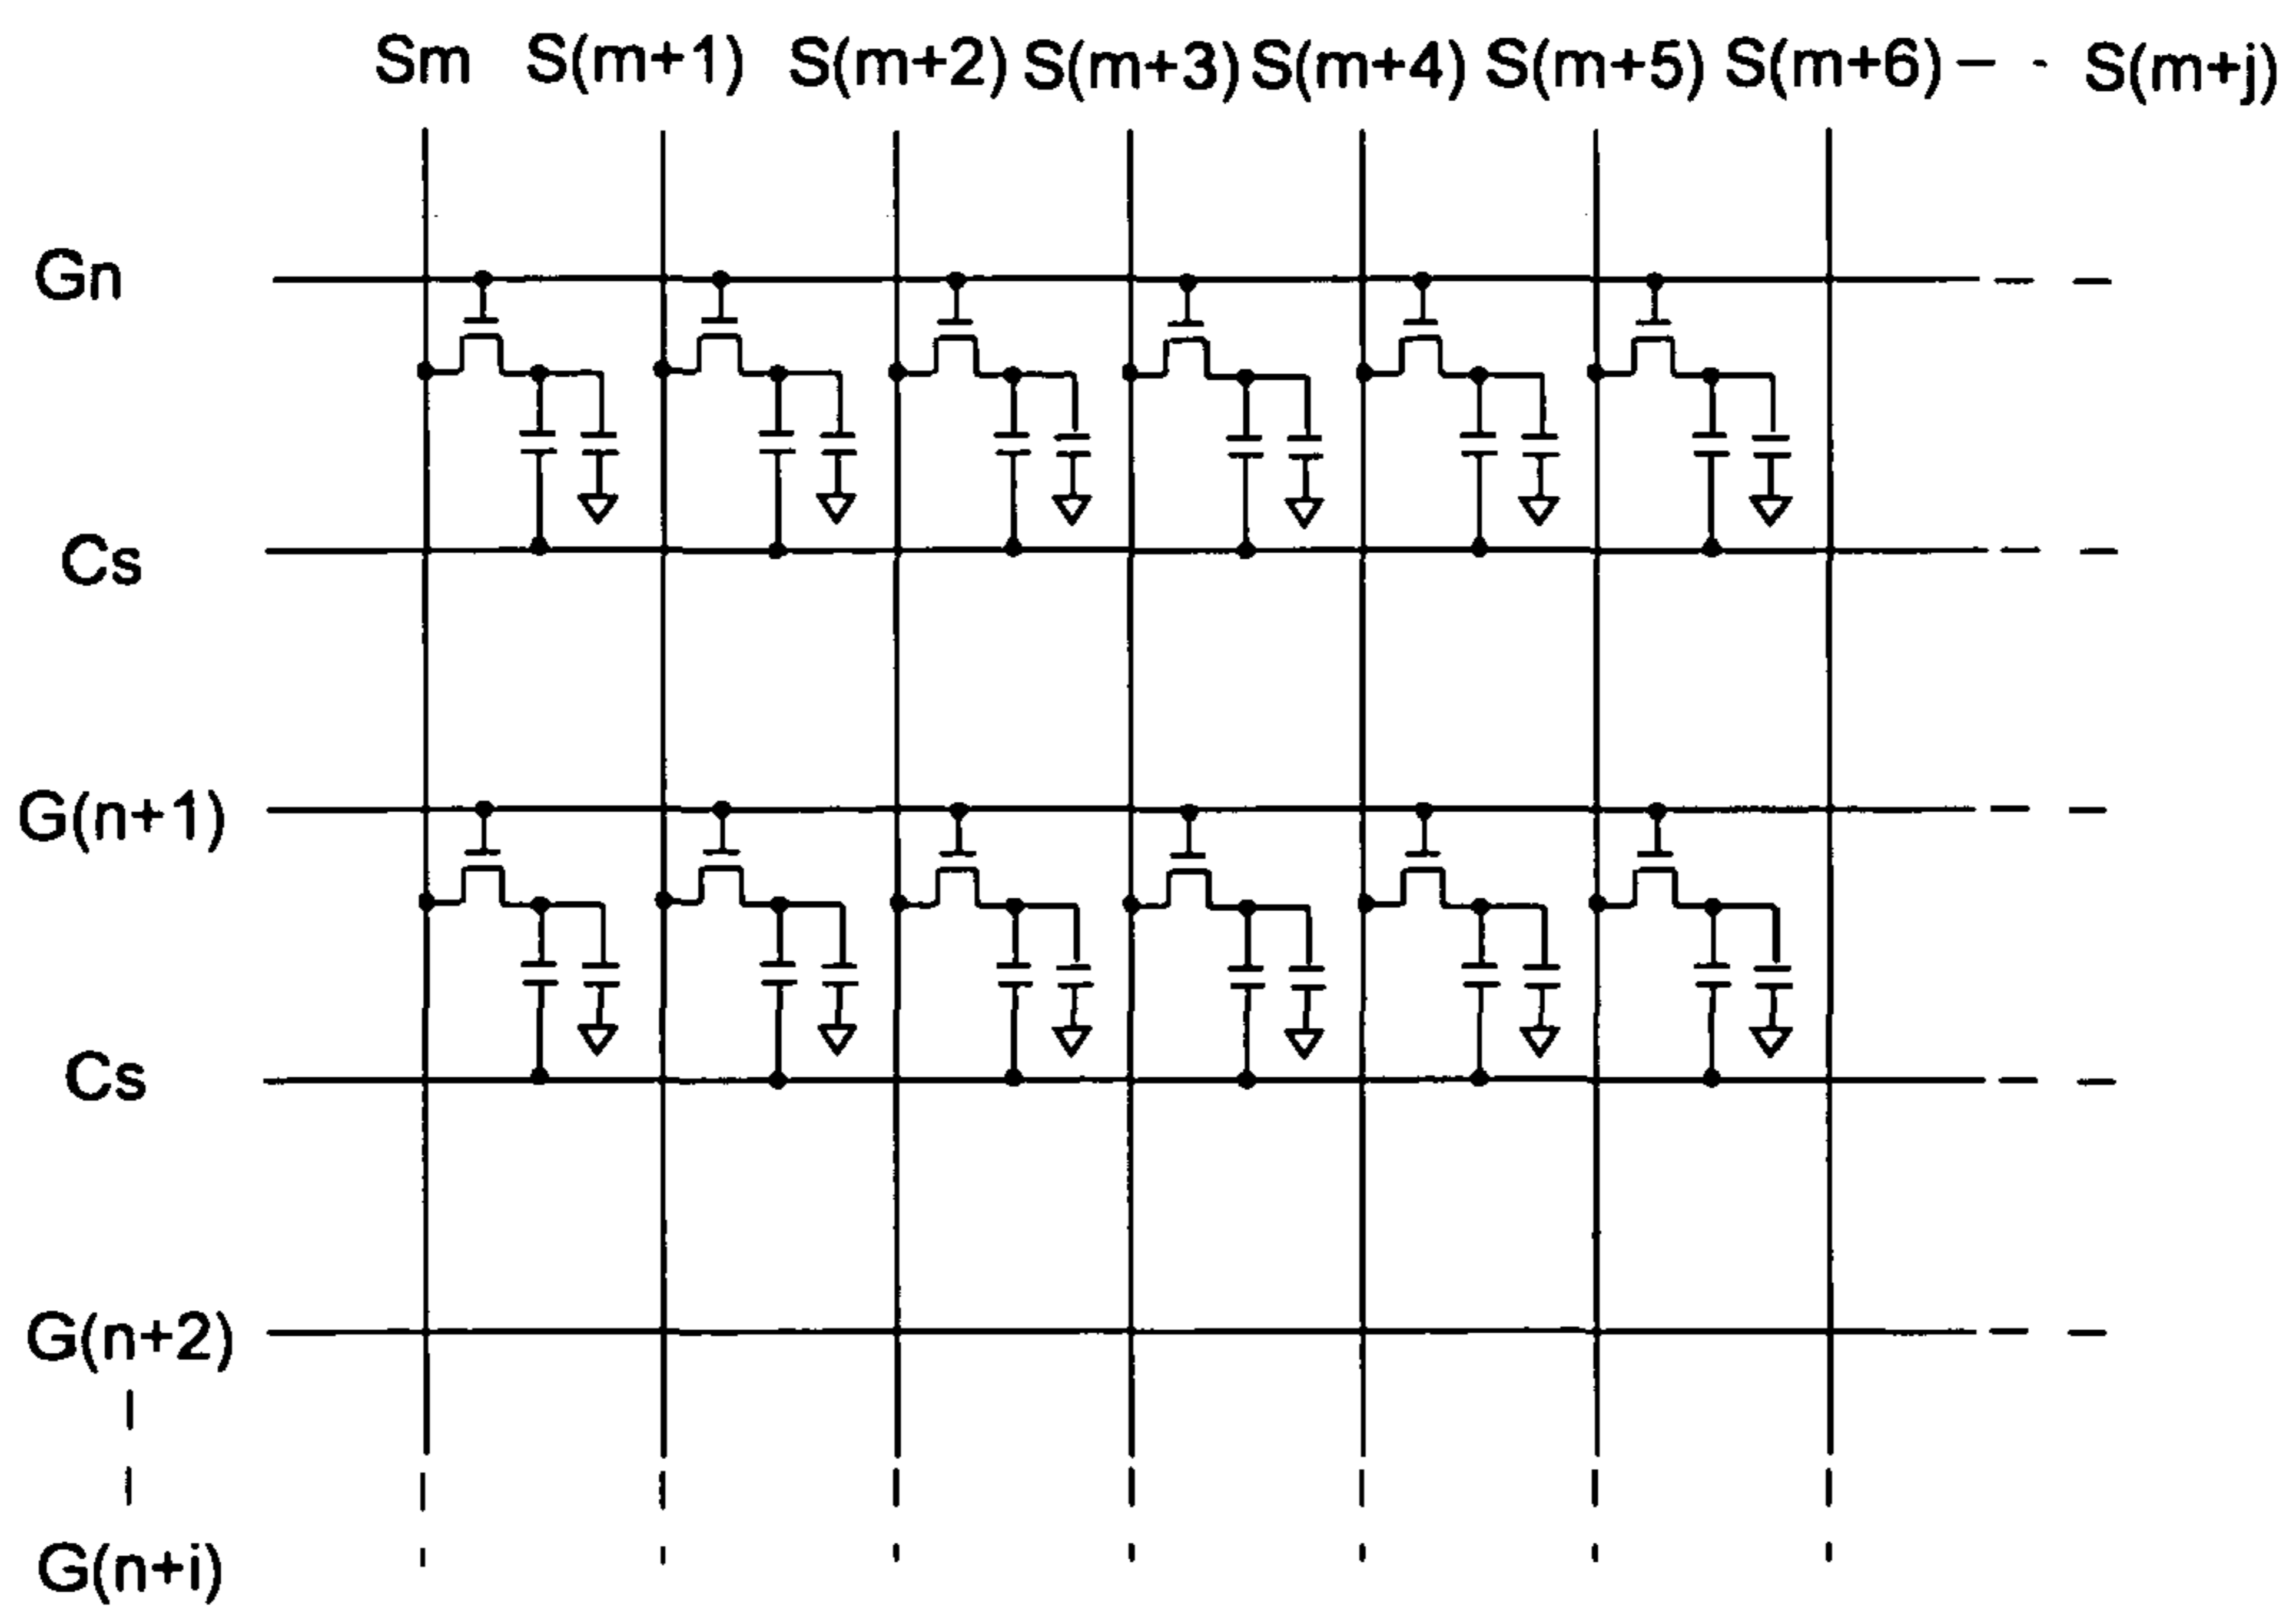 Sm S(m+1) S(m+2) S(m+3) S(m+4) S(m+5) S(m+6) S(m+j)
Gn
Cs
G(n+1)
Cs
G(n+2)
G(n+i)